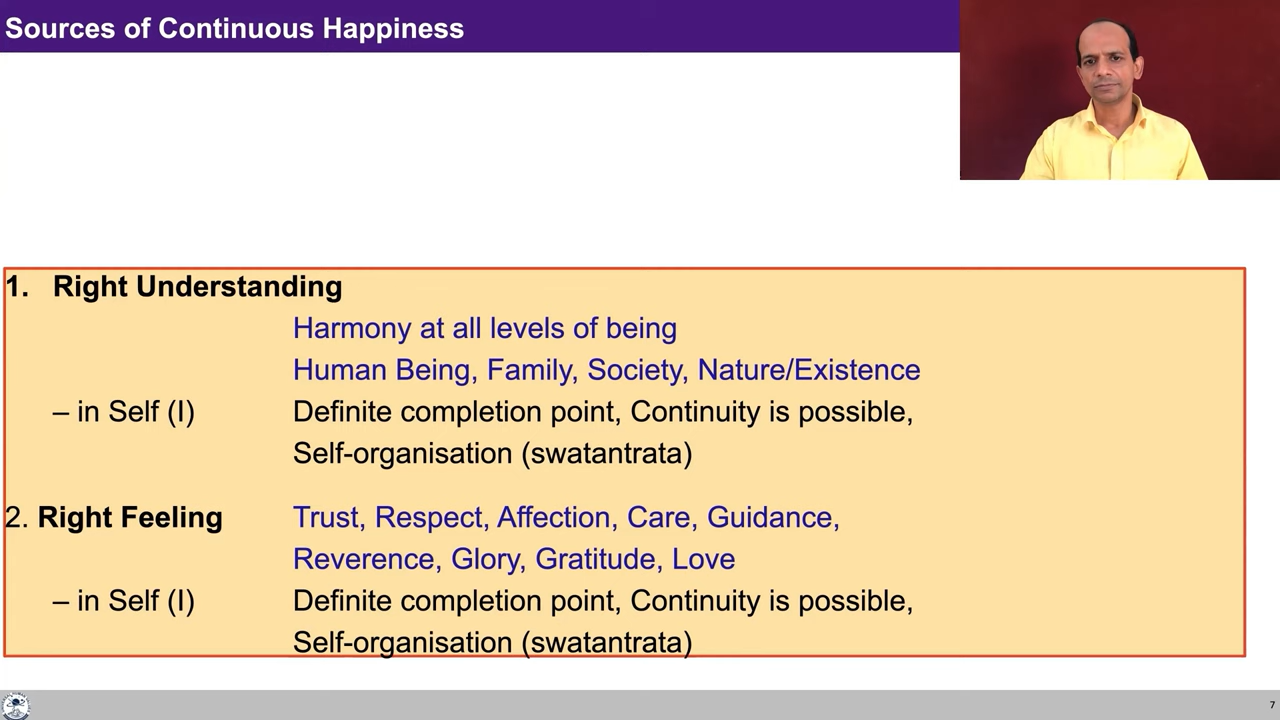 Sources of Continuous Happiness
1. Right Understanding
Harmony at all levels of being
Human Being, Family, Society, Nature/Existence
– in Self (I) Definite completion point, Continuity is possible,
Self-organisation (swatantrata)
2. Right Feeling Trust, Respect, Affection, Care, Guidance,
Reverence, Glory, Gratitude, Love
– in Self (I) Definite completion point, Continuity is possible,
Self-organisation (swatantrata)
7